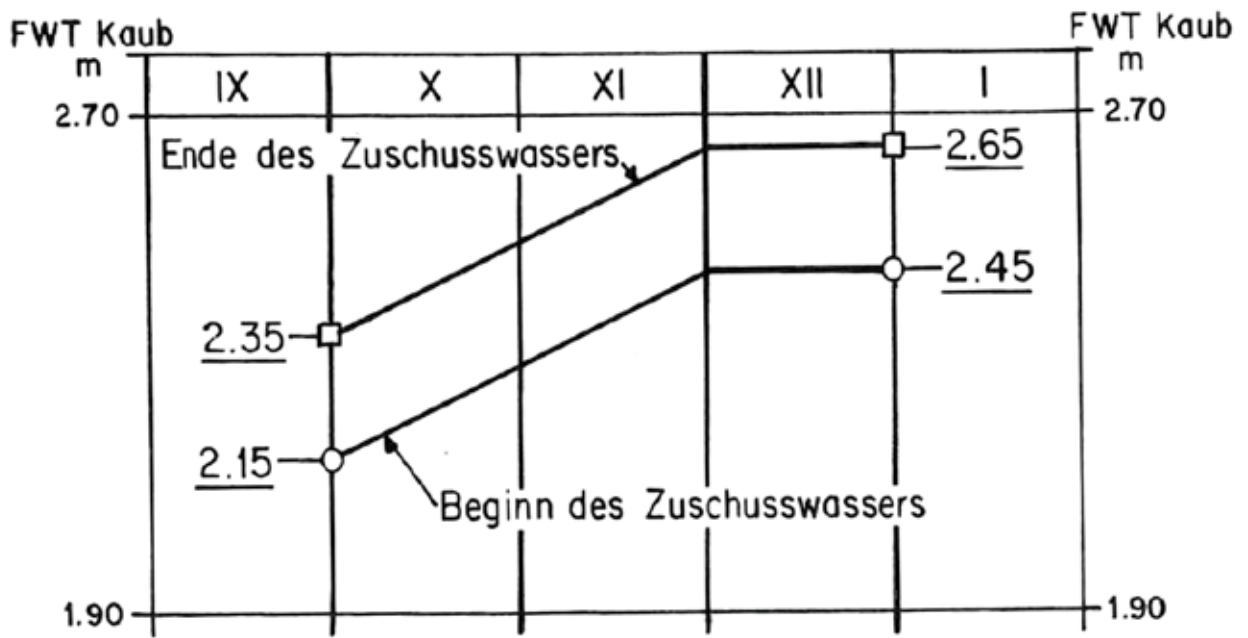 FWT Kaub
m
FWT Kaub
m
IX X XI XII I
2.70
2.70
Ende des Zuschusswassers
2.65
2.45
2.35
2.15
Beginn des Zuschusswassers
1.90
1.90